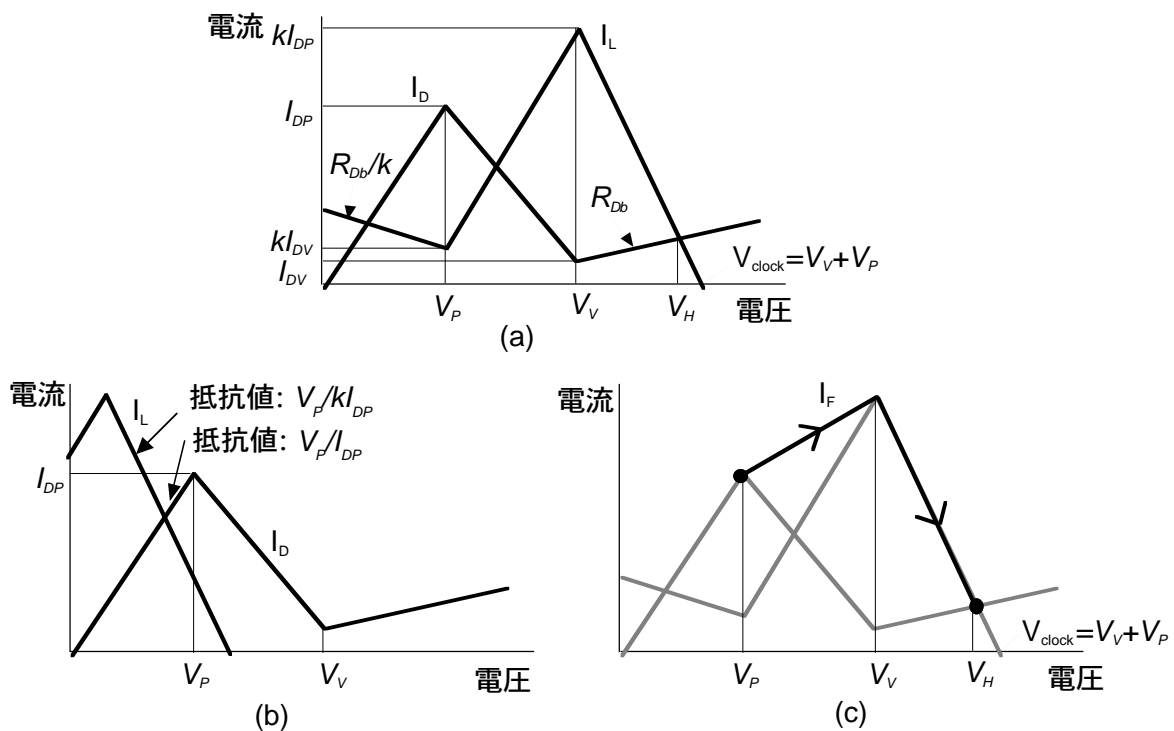 電流
kI_DP
I_L
I_D
I_DP
R_Db/k
R_Db
kI_DV
I_DV
V_clock=V_V+V_P
V_P
V_V
V_H
電圧
(a)
電流
I_L
抵抗値: V_P/kI_DP
抵抗値: V_P/I_DP
I_DP
I_D
V_P
V_V
電圧
(b)
電流
I_F
V_clock=V_V+V_P
V_P
V_V
V_H
電圧
(c)